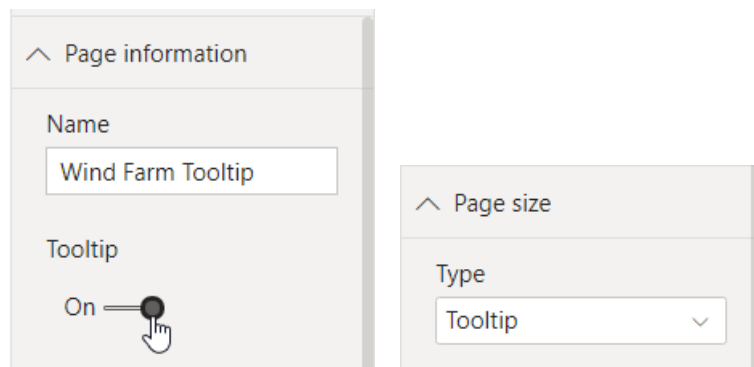 Page information
Name
Wind Farm Tooltip
Tooltip
On
Page size
Type
Tooltip